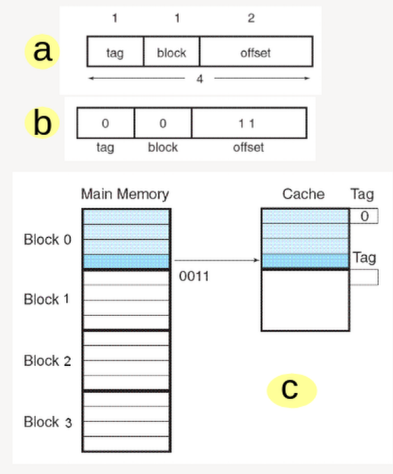 1 1 2
a
tag block offset
4
b
0 0 1 1
tag block offset
Main Memory Cache Tag
0
Block 0
Tag
0011
Block 1
Block 2
c
Block 3